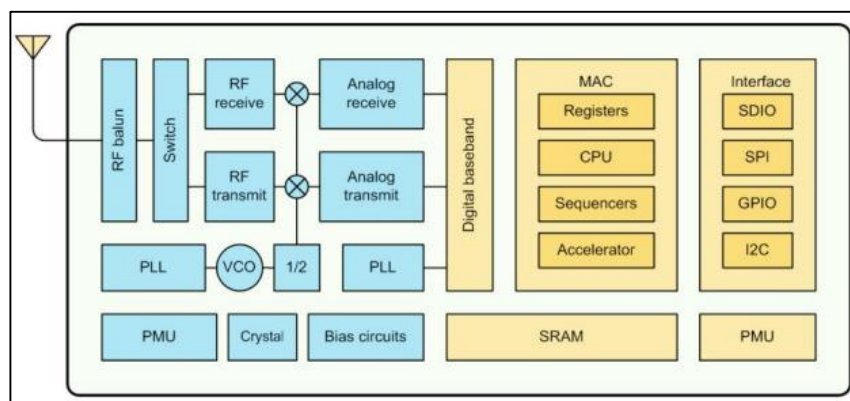 RF balun
Switch
RF
receive
Analog
receive
RF
transmit
Analog
transmit
PLL
VCO
1/2
PLL
Digital baseband
MAC
Registers
CPU
Sequencers
Accelerator
Interface
SDIO
SPI
GPIO
I2C
PMU
Crystal
Bias circuits
SRAM
PMU